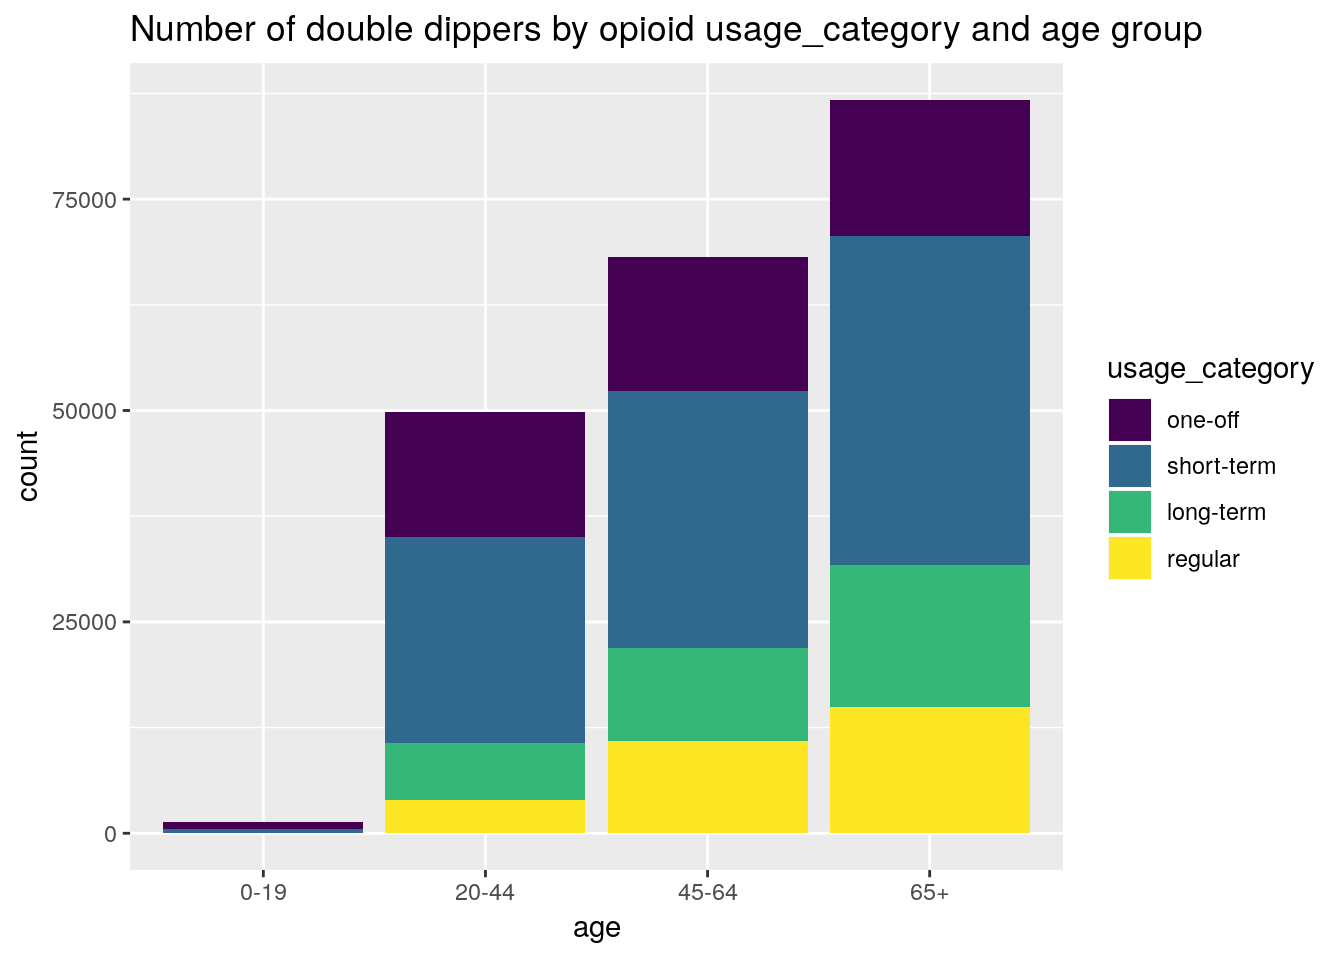 Number of double dippers by opioid usage_category and age group
count
75000
50000
25000
0
0-19
20-44
45-64
65+
age
usage_category
one-off
short-term
long-term
regular